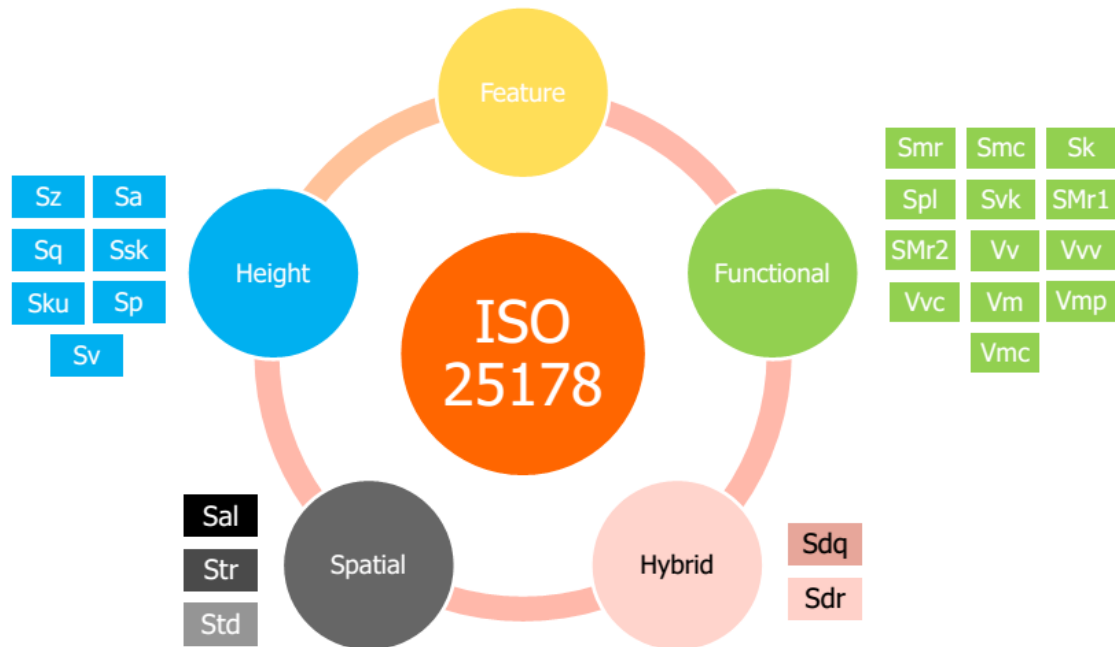 Feature
Smr Smc Sk
Sz Sa
Spl Svk SMr1
Sq Ssk
Height
Functional
SMr2 Vv Vvv
Sku Sp
Vvc Vm Vmp
Sv
Vmc
ISO
25178
Sal
Str
Std
Spatial
Hybrid
Sdq
Sdr